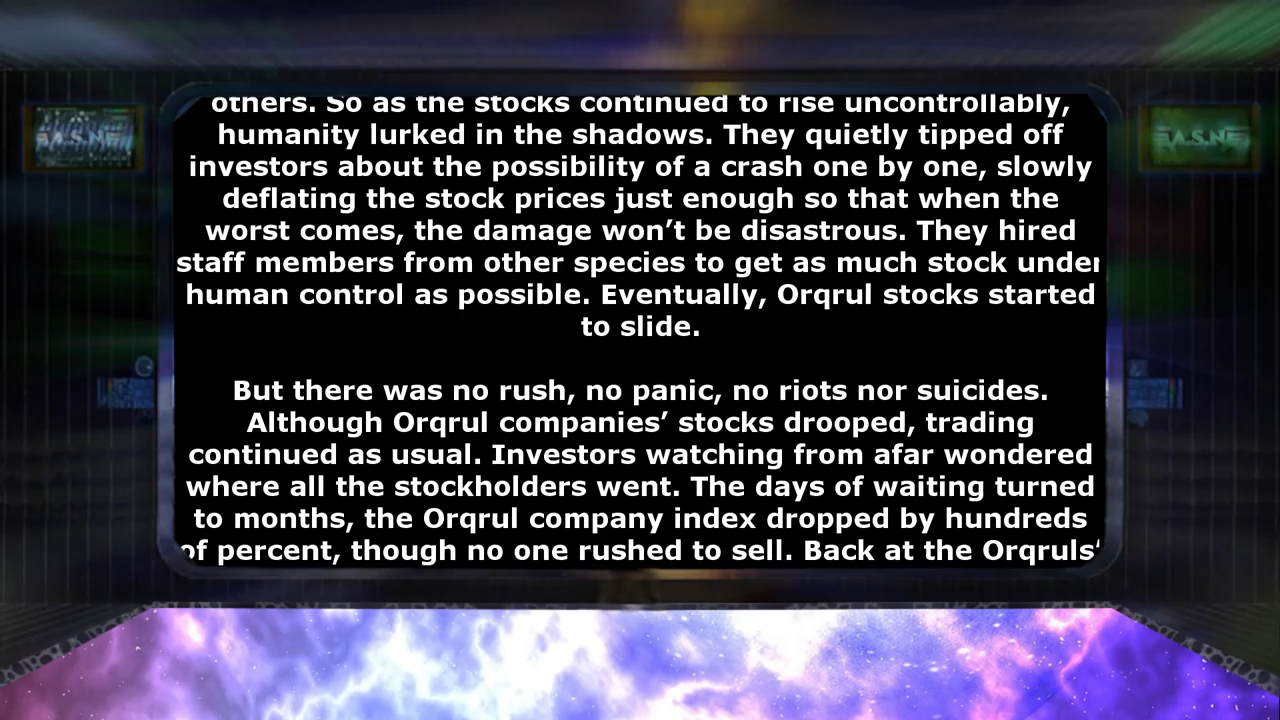 others. So as the stocks continued to rise uncontrollably,
humanity lurked in the shadows. They quietly tipped off
investors about the possibility of a crash one by one, slowly
deflating the stock prices just enough so that when the
worst comes, the damage won’t be disastrous. They hired
staff members from other species to get as much stock under
human control as possible. Eventually, Orqrul stocks started
to slide.
But there was no rush, no panic, no riots nor suicides.
Although Orqrul companies’ stocks drooped, trading
continued as usual. Investors watching from afar wondered
where all the stockholders went. The days of waiting turned
to months, the Orqrul company index dropped by hundreds
of percent, though no one rushed to sell. Back at the Orqruls‘